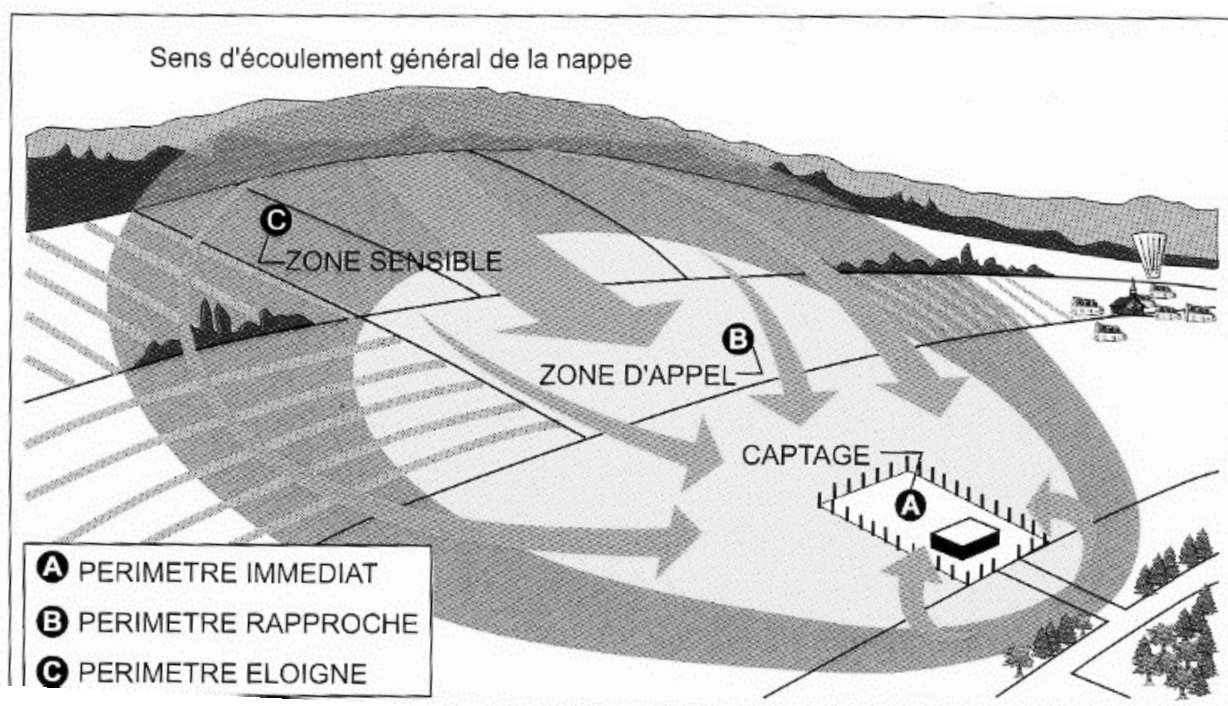 Sens d'écoulement général de la nappe
C
ZONE SENSIBLE
B
ZONE D'APPEL
CAPTAGE
A
A PERIMETRE IMMEDIAT
B PERIMETRE RAPPROCHE
C PERIMETRE ELOIGNE